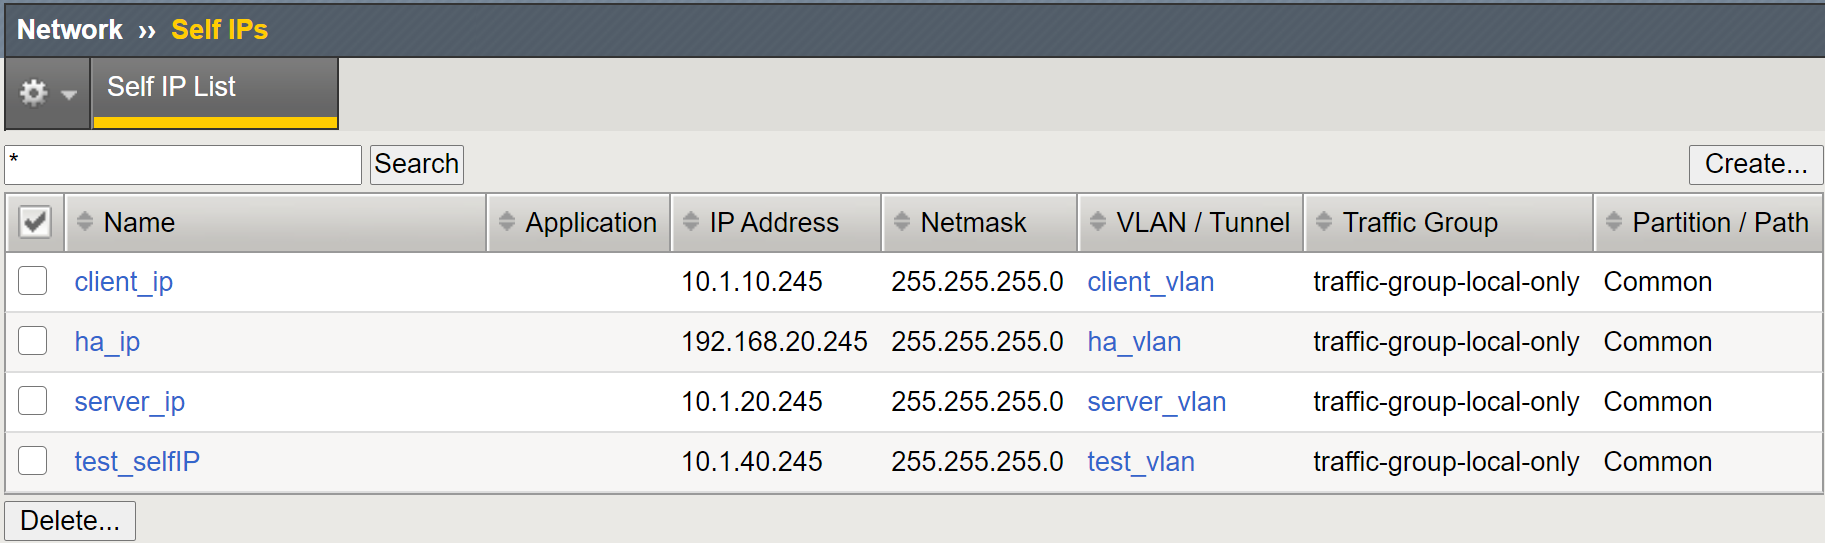 Network ›› Self IPs
Self IP List
* Search Create...
Name Application IP Address Netmask VLAN / Tunnel Traffic Group Partition / Path
client_ip 10.1.10.245 255.255.255.0 client_vlan traffic-group-local-only Common
ha_ip 192.168.20.245 255.255.255.0 ha_vlan traffic-group-local-only Common
server_ip 10.1.20.245 255.255.255.0 server_vlan traffic-group-local-only Common
test_selfIP 10.1.40.245 255.255.255.0 test_vlan traffic-group-local-only Common
Delete...